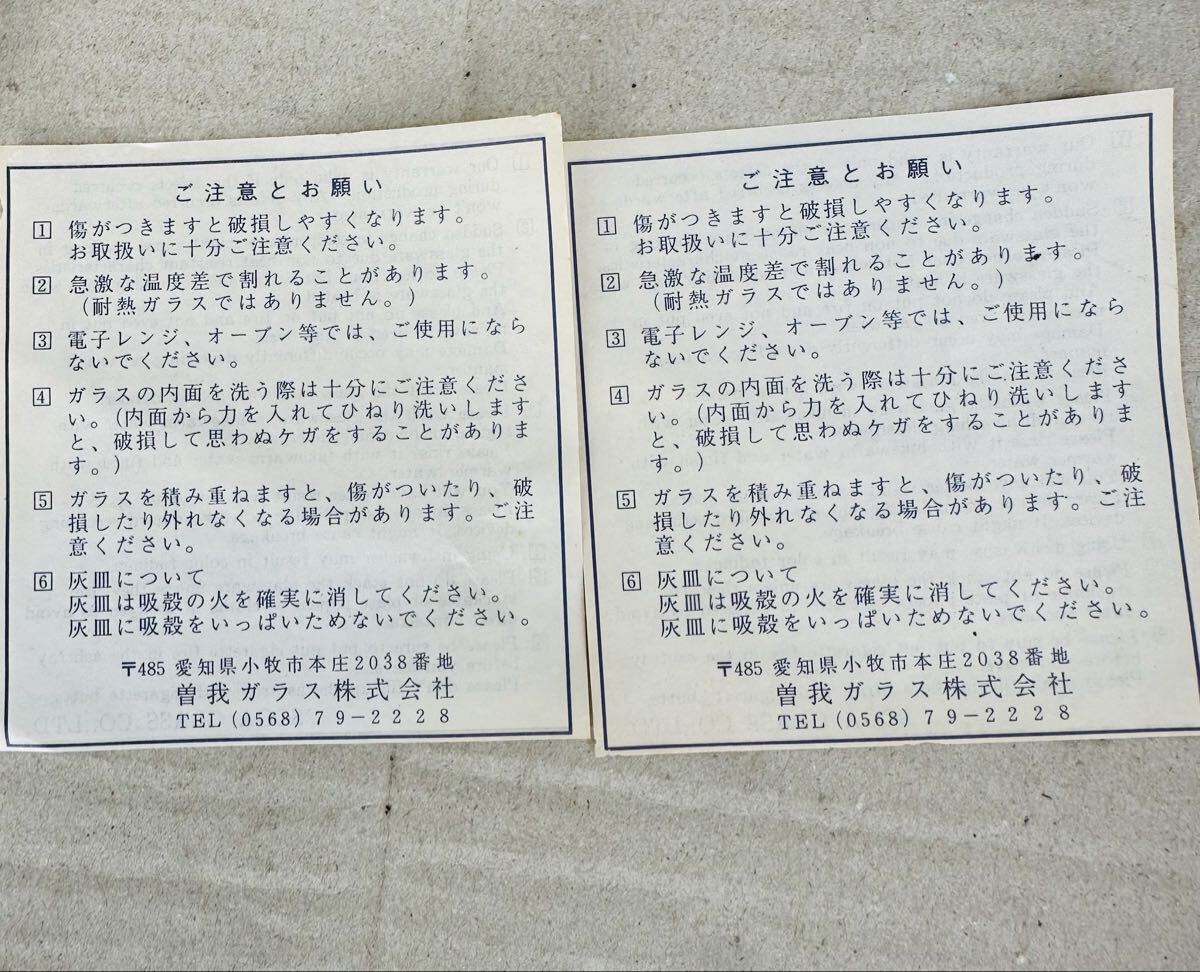 ご注意とお願い
1 傷がつきますと破損しやすくなります。
お取扱いに十分ご注意ください。
2 急激な温度差で割れることがあります。
(耐熱ガラスではありません。)
3 電子レンジ、オーブン等では、ご使用になら
ないでください。
4 ガラスの内面を洗う際は十分にご注意くださ
い。(内面から力を入れてひねり洗いします
と、破損して思わぬケガをすることがありま
す。)
5 ガラスを積み重ねますと、傷がついたり、破
損したり外れなくなる場合があります。ご注
意ください。
6 灰皿について
灰皿は吸殻の火を確実に消してください。
灰皿に吸殻をいっぱいためないでください。
〒485 愛知県小牧市本庄2038番地
曽我ガラス株式会社
TEL(0568)79-2228
ご注意とお願い
1 傷がつきますと破損しやすくなります。
お取扱いに十分ご注意ください。
2 急激な温度差で割れることがあります。
(耐熱ガラスではありません。)
3 電子レンジ、オーブン等では、ご使用になら
ないでください。
4 ガラスの内面を洗う際は十分にご注意くださ
い。(内面から力を入れてひねり洗いします
と、破損して思わぬケガをすることがありま
す。)
5 ガラスを積み重ねますと、傷がついたり、破
損したり外れなくなる場合があります。ご注
意ください。
6 灰皿について
灰皿は吸殻の火を確実に消してください。
灰皿に吸殻をいっぱいためないでください。
〒485 愛知県小牧市本庄2038番地
曽我ガラス株式会社
TEL(0568)79-2228